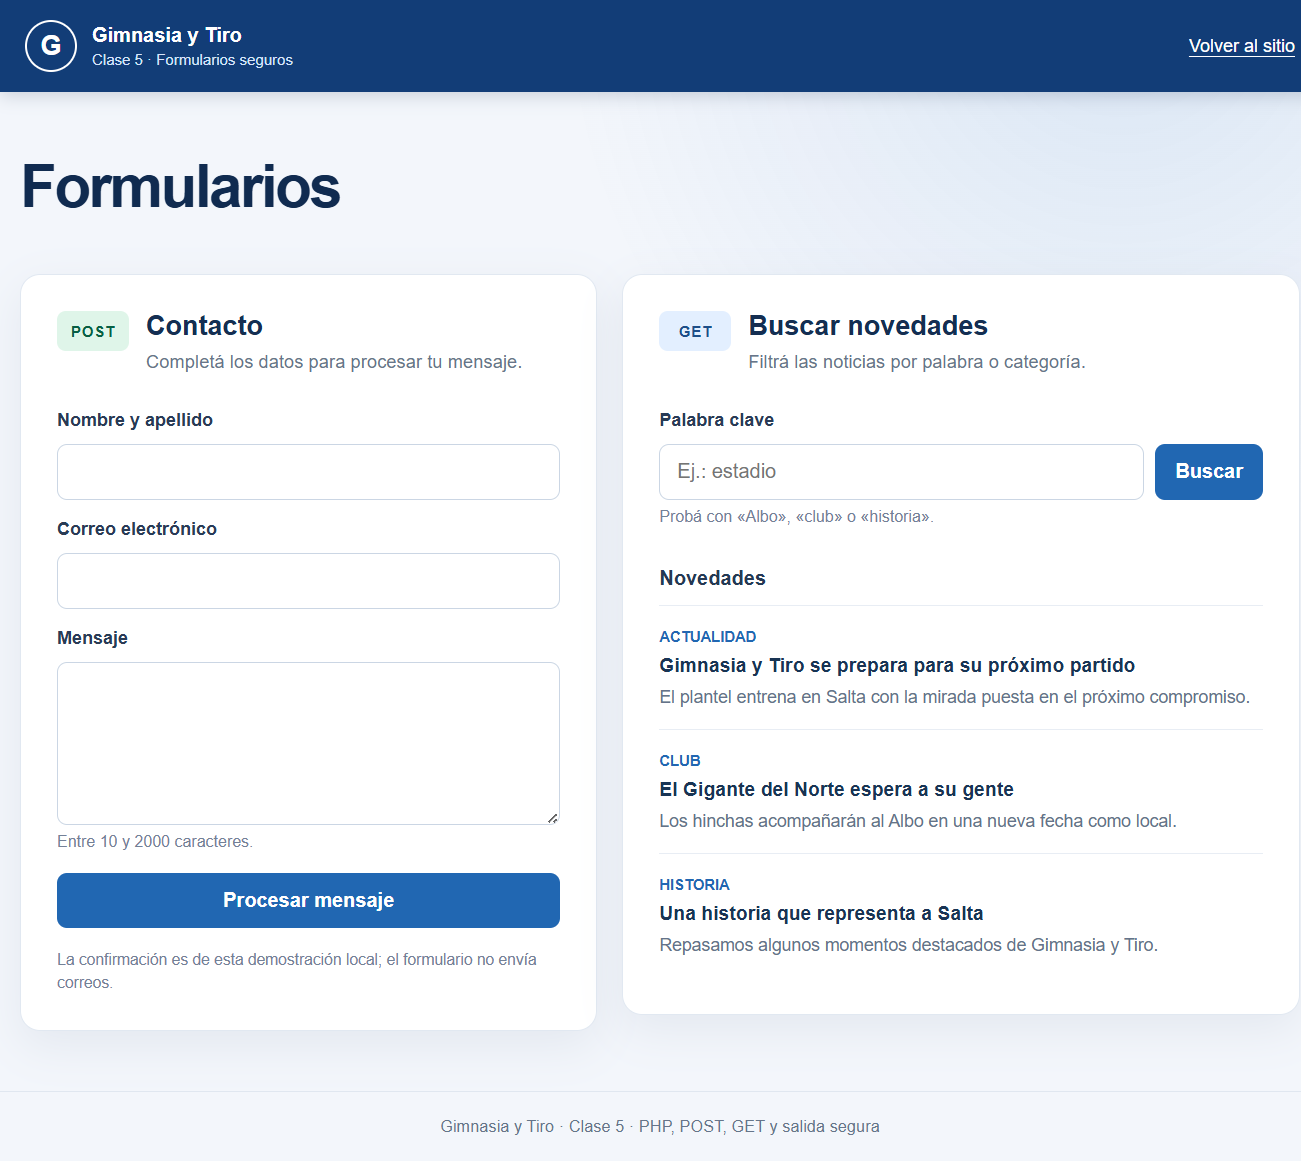 G
Gimnasia y Tiro
Clase 5 · Formularios seguros
Volver al sitio
Formularios
POST
Contacto
Completá los datos para procesar tu mensaje.
Nombre y apellido
Correo electrónico
Mensaje
Entre 10 y 2000 caracteres.
Procesar mensaje
La confirmación es de esta demostración local; el formulario no envía
correos.
GET
Buscar novedades
Filtrá las noticias por palabra o categoría.
Palabra clave
Ej.: estadio
Buscar
Probá con «Albo», «club» o «historia».
Novedades
ACTUALIDAD
Gimnasia y Tiro se prepara para su próximo partido
El plantel entrena en Salta con la mirada puesta en el próximo compromiso.
CLUB
El Gigante del Norte espera a su gente
Los hinchas acompañarán al Albo en una nueva fecha como local.
HISTORIA
Una historia que representa a Salta
Repasamos algunos momentos destacados de Gimnasia y Tiro.
Gimnasia y Tiro · Clase 5 · PHP, POST, GET y salida segura